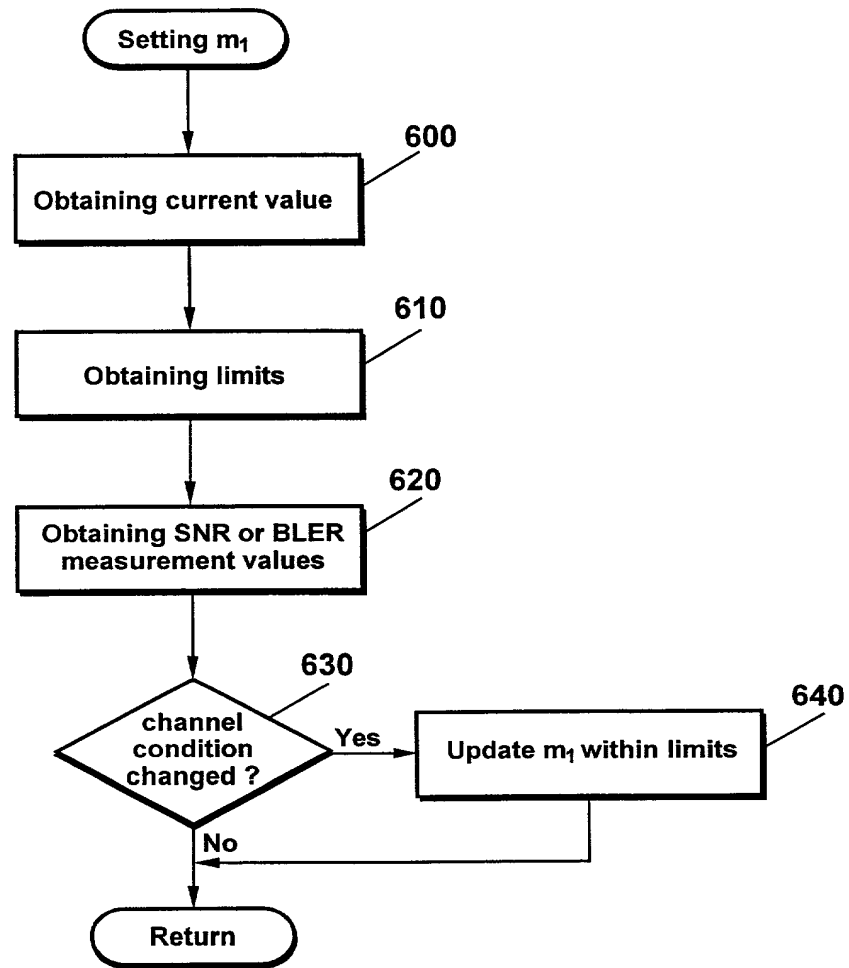 Setting m₁
600
Obtaining current value
610
Obtaining limits
620
Obtaining SNR or BLER
measurement values
630
channel
condition
changed ?
Yes
640
Update m₁ within limits
No
Return